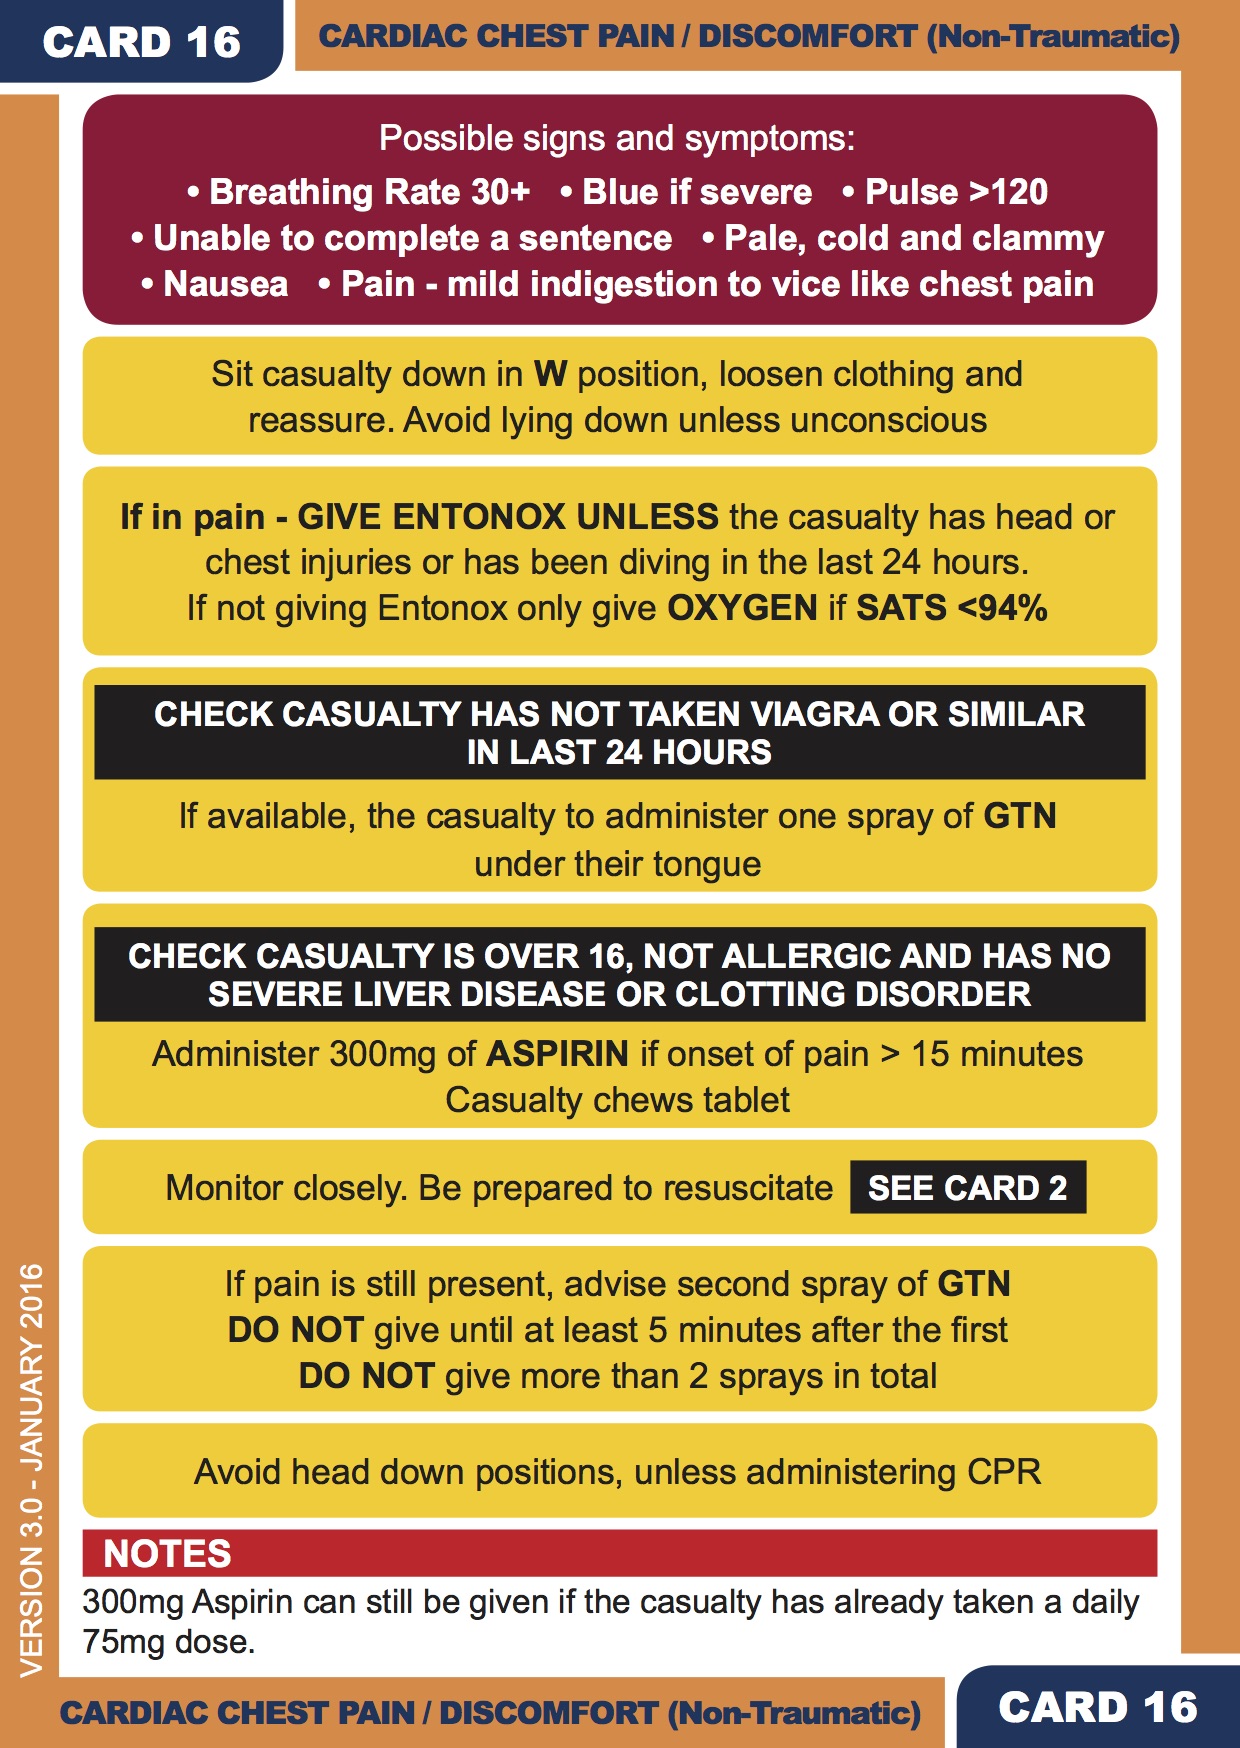 CARD 16
CARDIAC CHEST PAIN / DISCOMFORT (Non-Traumatic)
Possible signs and symptoms:
• Breathing Rate 30+ • Blue if severe • Pulse >120
• Unable to complete a sentence • Pale, cold and clammy
• Nausea • Pain - mild indigestion to vice like chest pain
Sit casualty down in W position, loosen clothing and
reassure. Avoid lying down unless unconscious
If in pain - GIVE ENTONOX UNLESS the casualty has head or
chest injuries or has been diving in the last 24 hours.
If not giving Entonox only give OXYGEN if SATS <94%
CHECK CASUALTY HAS NOT TAKEN VIAGRA OR SIMILAR
IN LAST 24 HOURS
If available, the casualty to administer one spray of GTN
under their tongue
CHECK CASUALTY IS OVER 16, NOT ALLERGIC AND HAS NO
SEVERE LIVER DISEASE OR CLOTTING DISORDER
Administer 300mg of ASPIRIN if onset of pain > 15 minutes
Casualty chews tablet
Monitor closely. Be prepared to resuscitate SEE CARD 2
If pain is still present, advise second spray of GTN
DO NOT give until at least 5 minutes after the first
DO NOT give more than 2 sprays in total
Avoid head down positions, unless administering CPR
NOTES
300mg Aspirin can still be given if the casualty has already taken a daily
75mg dose.
VERSION 3.0 - JANUARY 2016
CARDIAC CHEST PAIN / DISCOMFORT (Non-Traumatic)
CARD 16